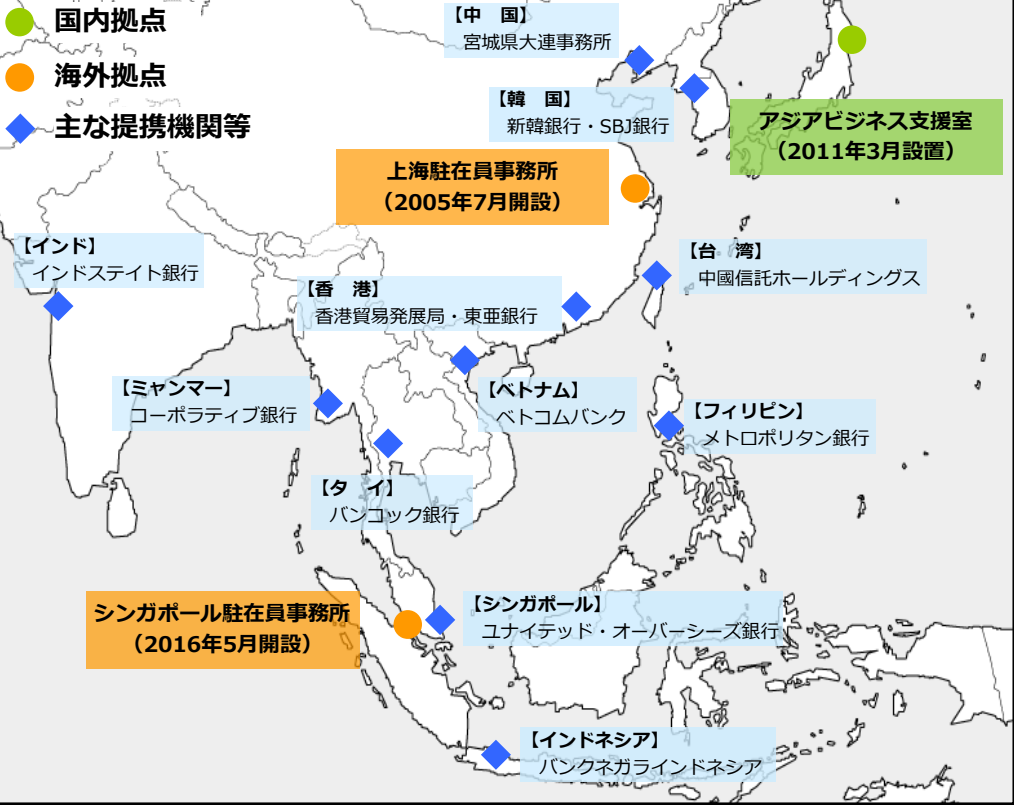 国内拠点
海外拠点
主な提携機関等
【中　国】
宮城県大連事務所
【韓　国】
新韓銀行・SBJ銀行
アジアビジネス支援室
（2011年3月設置）
上海駐在員事務所
（2005年7月開設）
【インド】
インドステイト銀行
【台　湾】
中國信託ホールディングス
【香　港】
香港貿易発展局・東亜銀行
【ミャンマー】
コーポラティブ銀行
【ベトナム】
ベトコムバンク
【フィリピン】
メトロポリタン銀行
【タ　イ】
バンコック銀行
シンガポール駐在員事務所
（2016年5月開設）
【シンガポール】
ユナイテッド・オーバーシーズ銀行
【インドネシア】
バンクネガラインドネシア